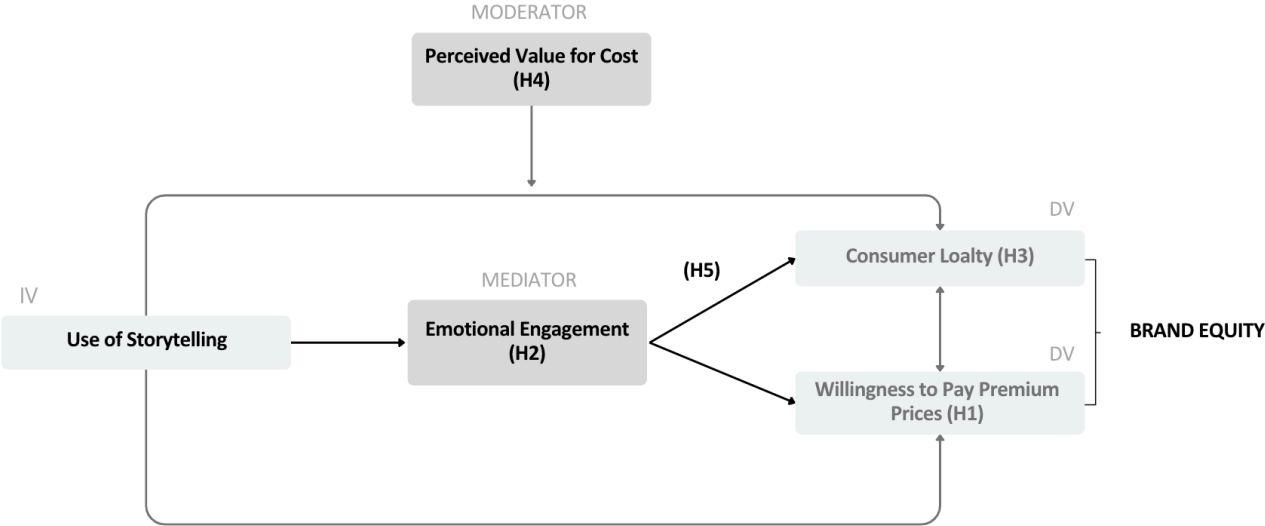 MODERATOR
Perceived Value for Cost
(H4)
DV
Consumer Loalty (H3)
(H5)
MEDIATOR
IV
Emotional Engagement
(H2)
Use of Storytelling
BRAND EQUITY
DV
Willingness to Pay Premium
Prices (H1)